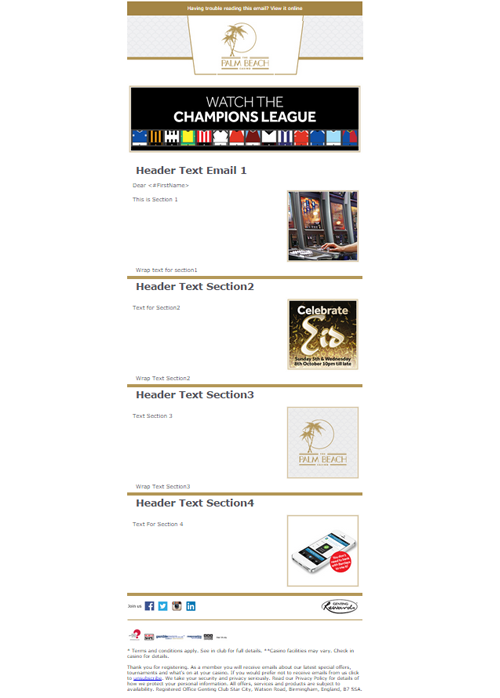 Having trouble reading this email? View it online
THE
PALM BEACH
CASINO
WATCH THE
CHAMPIONS LEAGUE
Header Text Email 1
Dear <#FirstName>
This is Section 1
Wrap text for section1
Header Text Section2
Text for Section2
Celebrate
Eid
Sunday 5th & Wednesday
8th October 10pm till late
Wrap Text Section2
Header Text Section3
Text Section 3
THE
PALM BEACH
CASINO
Wrap Text Section3
Header Text Section4
Text For Section 4
Join us
GENTING
Rewards
* Terms and conditions apply. See in club for full details. **Casino facilities may vary. Check in
casino for details.
Thank you for registering. As a member you will receive emails about our latest special offers,
tournaments and what's on at your casino. If you would prefer not to receive emails from us click
to unsubscribe. We take your security and privacy seriously. Read our Privacy Policy for details of
how we protect your personal information. All offers, services and products are subject to
availability. Registered Office Genting Club Star City, Watson Road, Birmingham, England, B7 5SA.